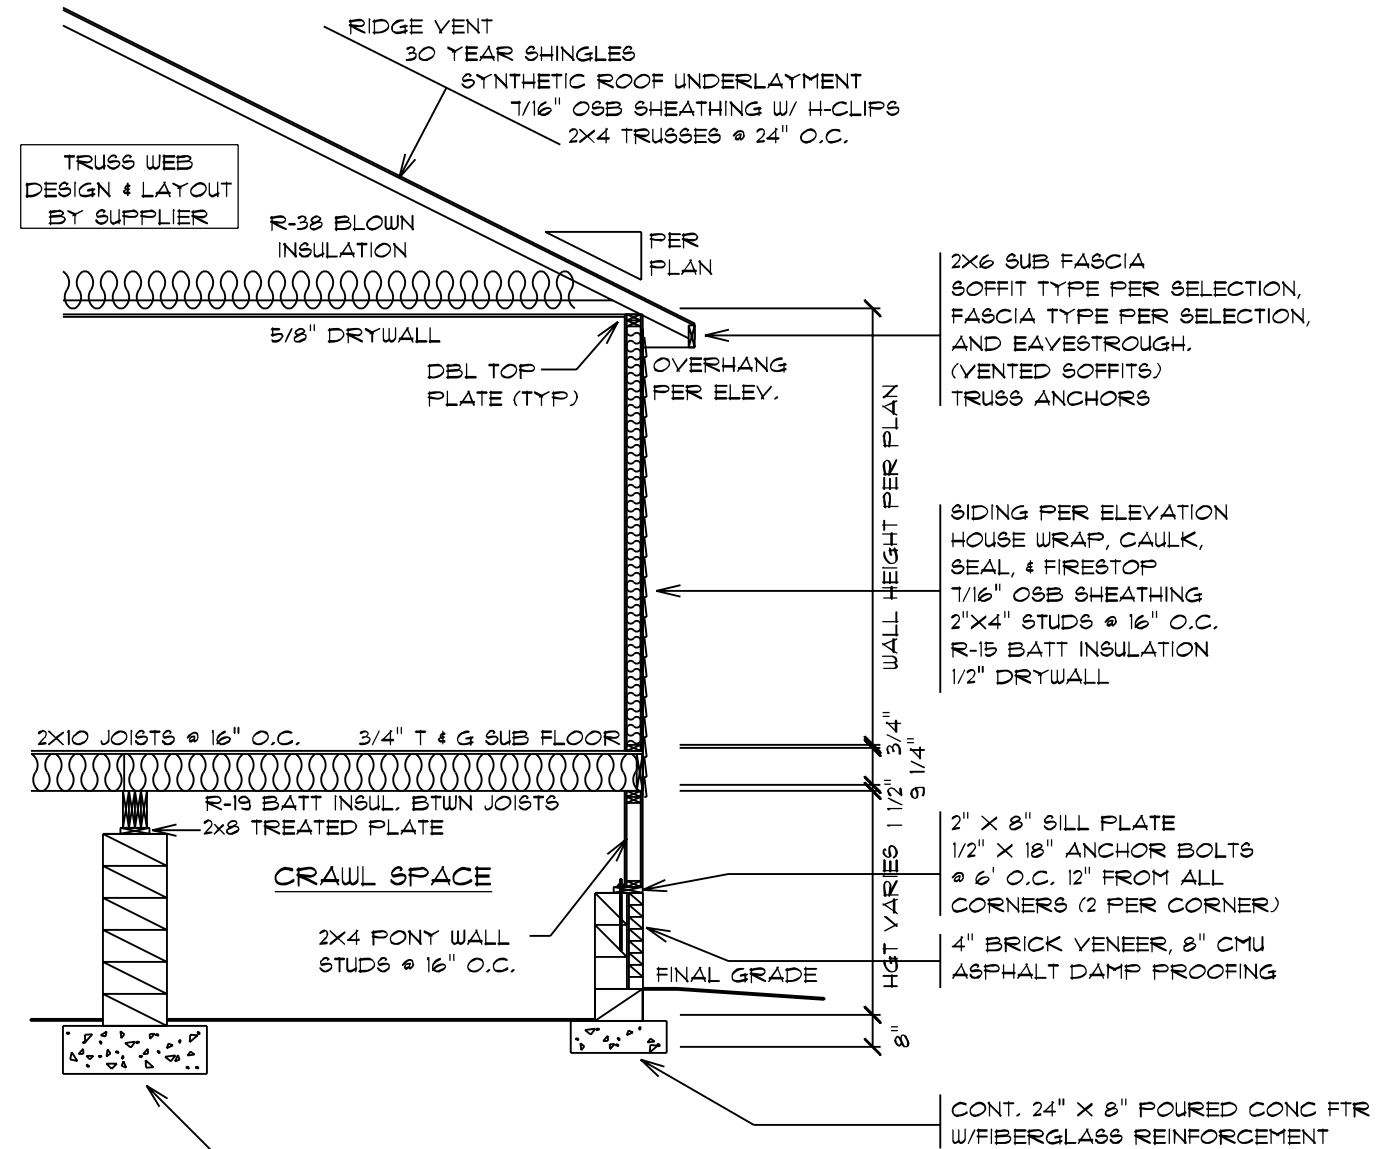 RIDGE VENT
30 YEAR SHINGLES
SYNTHETIC ROOF UNDERLAYMENT
7/16" OSB SHEATHING W/ H-CLIPS
2X4 TRUSSES @ 24" O.C.
TRUSS WEB
DESIGN & LAYOUT
BY SUPPLIER
R-38 BLOWN
INSULATION
PER
PLAN
5/8" DRYWALL
DBL TOP
PLATE (TYP)
OVERHANG
PER ELEV.
2X6 SUB FASCIA
SOFFIT TYPE PER SELECTION,
FASCIA TYPE PER SELECTION,
AND EAVESTROUGH.
(VENTED SOFFITS)
TRUSS ANCHORS
WALL HEIGHT PER PLAN
SIDING PER ELEVATION
HOUSE WRAP, CAULK,
SEAL, & FIRESTOP
7/16" OSB SHEATHING
2"X4" STUDS @ 16" O.C.
R-15 BATT INSULATION
1/2" DRYWALL
2X10 JOISTS @ 16" O.C.
3/4" T & G SUB FLOOR
3/4"
9 1/4"
1 1/2"
R-19 BATT INSUL. BTWN JOISTS
2x8 TREATED PLATE
CRAWL SPACE
2X4 PONY WALL
STUDS @ 16" O.C.
HGT VARIES
2" X 8" SILL PLATE
1/2" X 18" ANCHOR BOLTS
@ 6' O.C. 12" FROM ALL
CORNERS (2 PER CORNER)
4" BRICK VENEER, 8" CMU
ASPHALT DAMP PROOFING
FINAL GRADE
8"
CONT. 24" X 8" POURED CONC FTR
W/FIBERGLASS REINFORCEMENT